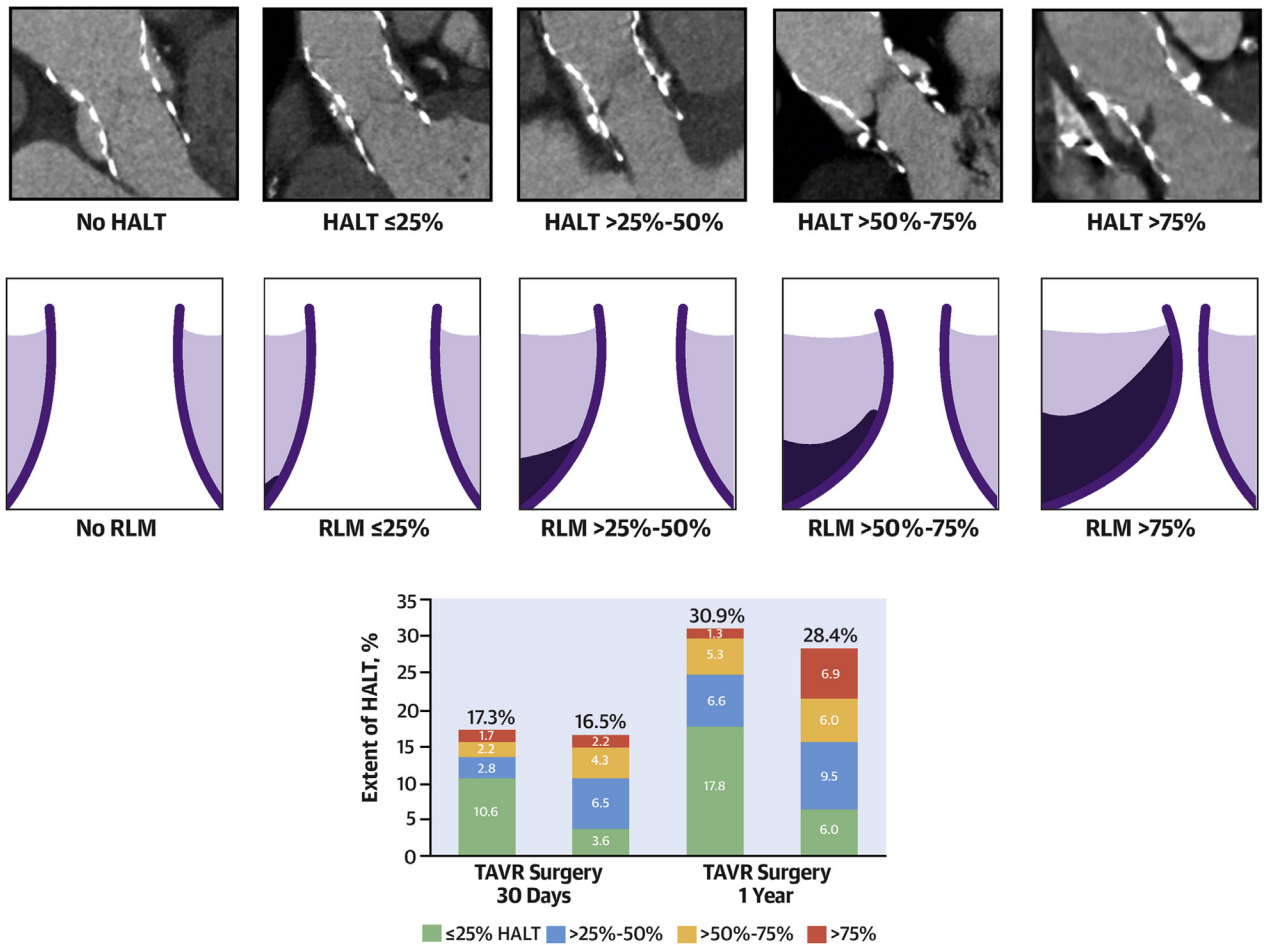 No HALT
HALT ≤25%
HALT >25%-50%
HALT >50%-75%
HALT >75%
No RLM
RLM ≤25%
RLM >25%-50%
RLM >50%-75%
RLM >75%
Extent of HALT, %
35
30
25
20
15
10
5
0
17.3%
1.7
2.2
2.8
10.6
16.5%
2.2
4.3
6.5
3.6
30.9%
1.3
5.3
6.6
17.8
28.4%
6.9
6.0
9.5
6.0
TAVR Surgery
30 Days
TAVR Surgery
1 Year
≤25% HALT
>25%-50%
>50%-75%
>75%